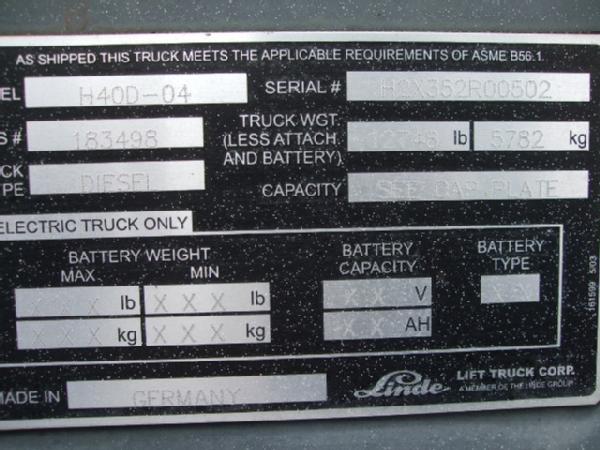 AS SHIPPED THIS TRUCK MEETS THE APPLICABLE REQUIREMENTS OF ASME B56.1.
EL H40D-04 SERIAL # H2X352R00502
S # 183498 TRUCK WGT. (LESS ATTACH. AND BATTERY) lb 5782 kg
CK PE DIESEL
CAPACITY SEE CAP. PLATE
ELECTRIC TRUCK ONLY
BATTERY WEIGHT
MAX MIN
BATTERY CAPACITY
BATTERY TYPE
X X X lb X X X lb X X V X X
X X X kg X X X kg X X AH
161599 5/03
MADE IN GERMANY
Linde LIFT TRUCK CORP.
A MEMBER OF THE LINDE GROUP